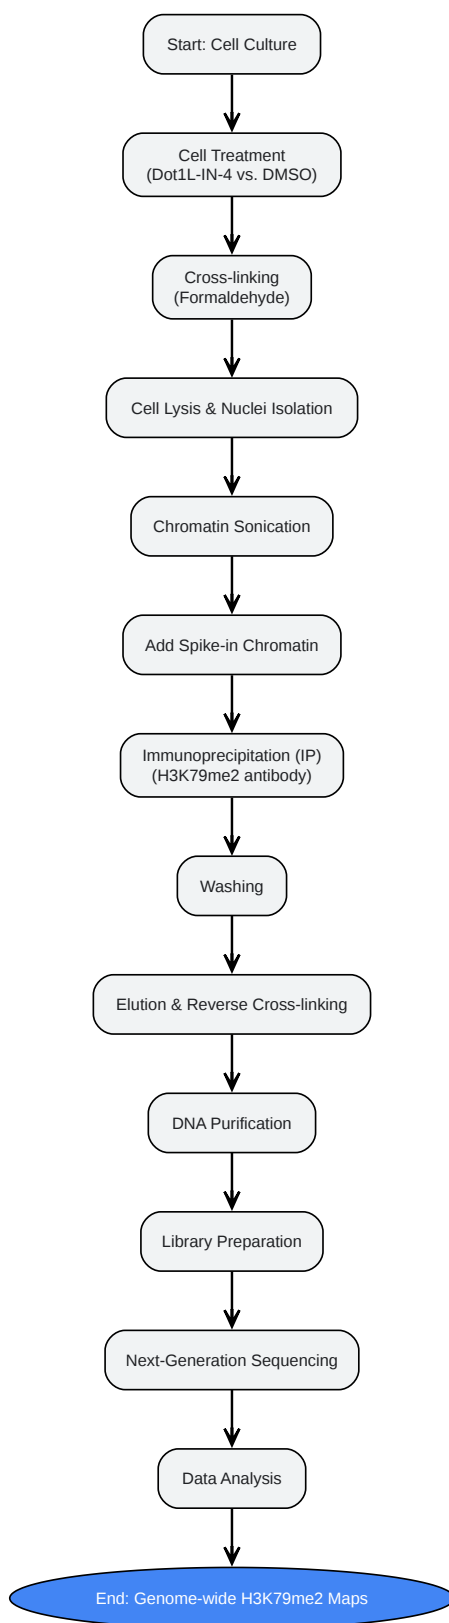 Start: Cell Culture
Cell Treatment
(Dot1L-IN-4 vs. DMSO)
Cross-linking
(Formaldehyde)
Cell Lysis & Nuclei Isolation
Chromatin Sonication
Add Spike-in Chromatin
Immunoprecipitation (IP)
(H3K79me2 antibody)
Washing
Elution & Reverse Cross-linking
DNA Purification
Library Preparation
Next-Generation Sequencing
Data Analysis
End: Genome-wide H3K79me2 Maps